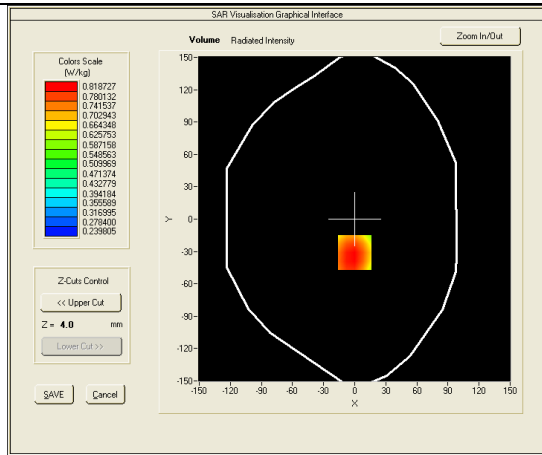 SAR Visualisation Graphical Interface
Volume Radiated Intensity
Zoom In/Out
Colors Scale
(W/kg)
0.818727
0.780132
0.741537
0.702943
0.664348
0.625753
0.587158
0.548563
0.509969
0.471374
0.432779
0.394184
0.355589
0.316995
0.278400
0.239805
Z-Cuts Control
<< Upper Cut
Z = 4.0 mm
Lower Cut >>
SAVE
Cancel
150-
120-
90-
60-
30-
Y
0-
-30-
-60-
-90-
-120-
-150-
-150 -120 -90 -60 -30 0 30 60 90 120 150
X